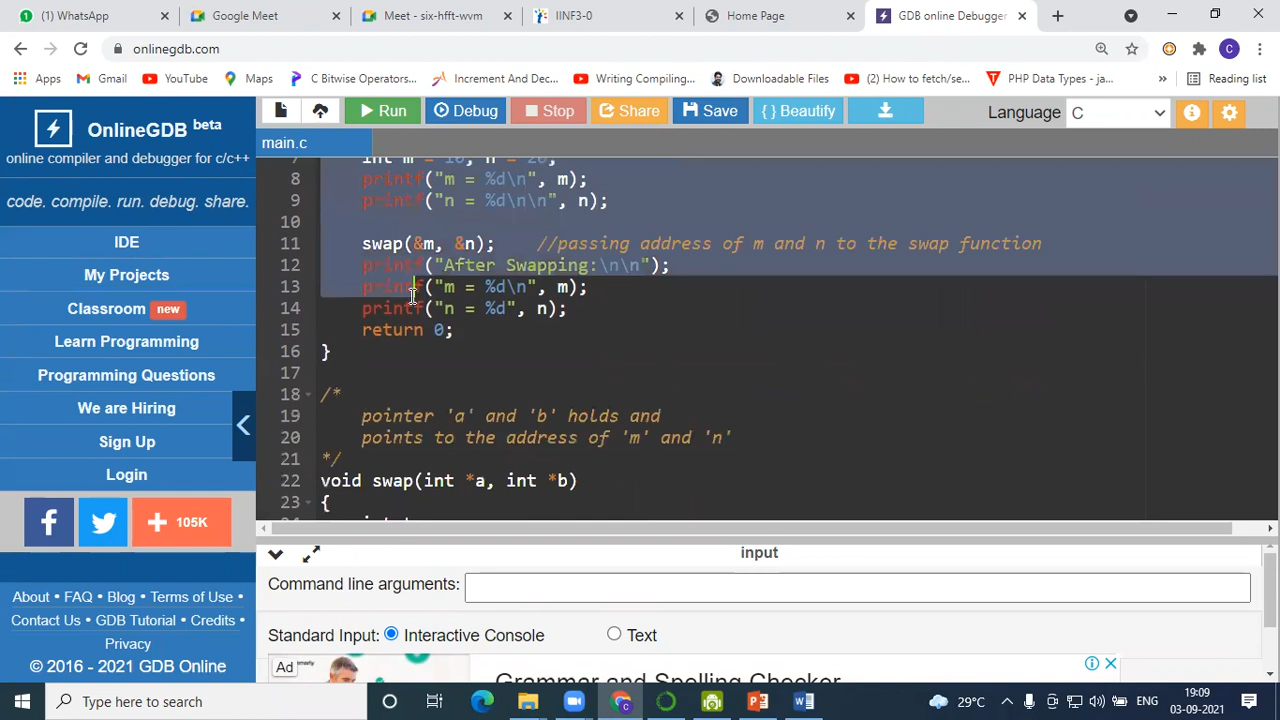 (1) WhatsApp
Google Meet
Meet - six-hfft-wvm
IINF3-0
Home Page
GDB online Debugger
onlinegdb.com
Apps
Gmail
YouTube
Maps
C Bitwise Operators...
Increment And Dec...
Writing Compiling...
Downloadable Files
(2) How to fetch/se...
PHP Data Types - ja...
»
Reading list
OnlineGDB beta
online compiler and debugger for c/c++
code. compile. run. debug. share.
IDE
My Projects
Classroom new
Learn Programming
Programming Questions
We are Hiring
Sign Up
Login
+ 105K
About • FAQ • Blog • Terms of Use •
Contact Us • GDB Tutorial • Credits •
Privacy
© 2016 - 2021 GDB Online
Run
Debug
Stop
Share
Save
{ } Beautify
Language C
main.c
7 int m = 10, n = 20;
8 printf("m = %d\n", m);
9 printf("n = %d\n\n", n);
10
11 swap(&m, &n); //passing address of m and n to the swap function
12 printf("After Swapping:\n\n");
13 printf("m = %d\n", m);
14 printf("n = %d", n);
15 return 0;
16 }
17
18 /*
19 pointer 'a' and 'b' holds and
20 points to the address of 'm' and 'n'
21 */
22 void swap(int *a, int *b)
23 {
input
Command line arguments:
Standard Input: Interactive Console Text
Ad
Grammar and Spelling Checker
Type here to search
29°C
ENG
19:09
03-09-2021